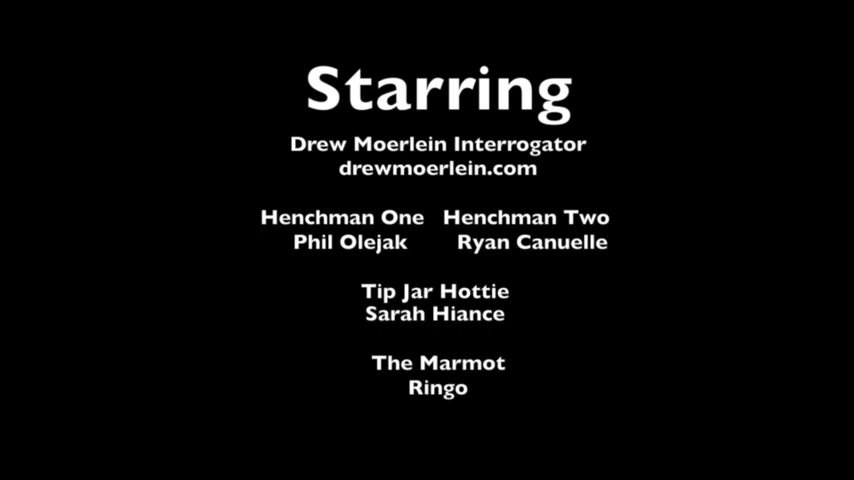 Starring
Drew Moerlein Interrogator
drewmoerlein.com
Henchman One Henchman Two
Phil Olejak Ryan Canuelle
Tip Jar Hottie
Sarah Hiance
The Marmot
Ringo